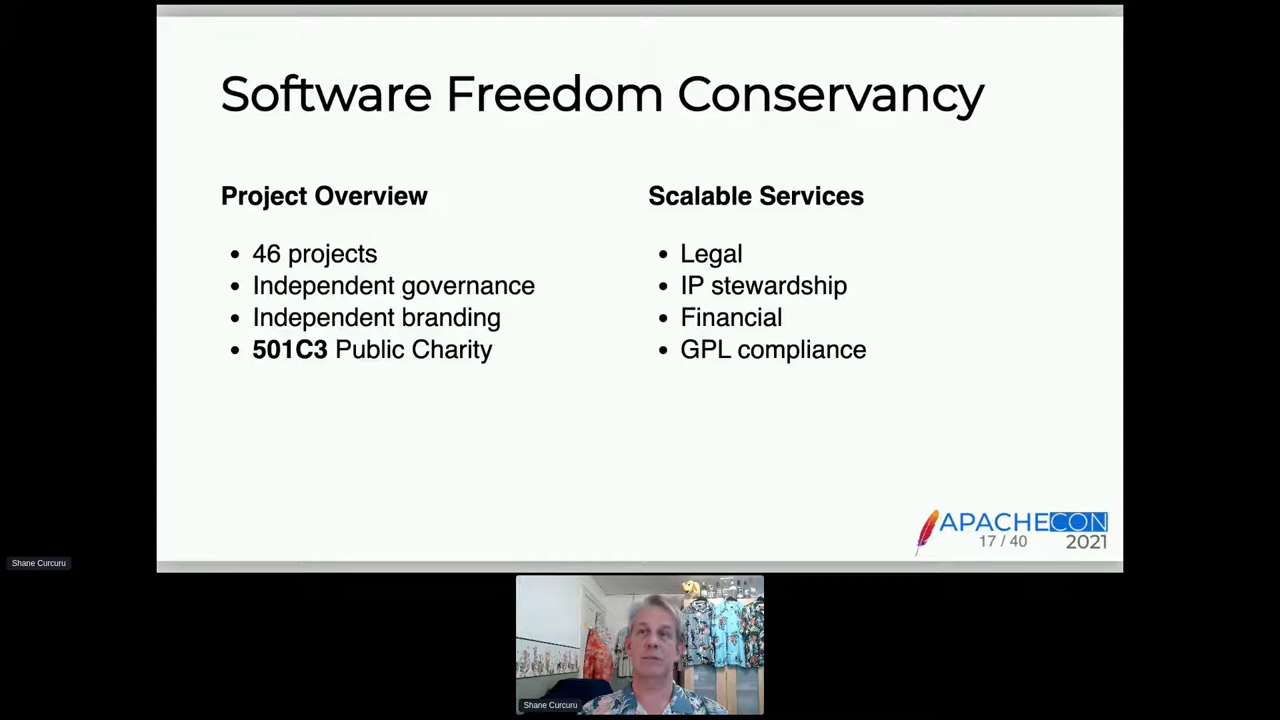 Software Freedom Conservancy
Project Overview
46 projects
Independent governance
Independent branding
501C3 Public Charity
Scalable Services
Legal
IP stewardship
Financial
GPL compliance
APACHECON
17 / 40
2021
Shane Curcuru
Shane Curcuru